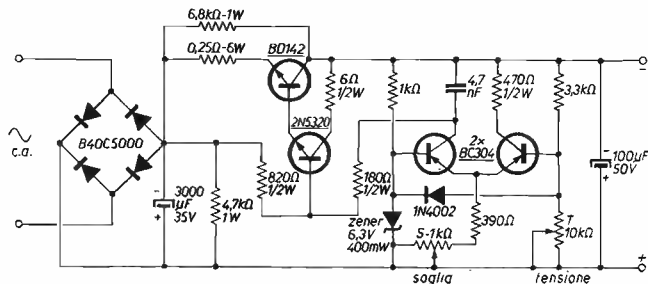 6,8kΩ-1W
0,25Ω-6W
BD142
6Ω
1/2W
2N5320
1kΩ
4,7
nF
470Ω
1/2W
3,3kΩ
-
c.a.
B40C5000
-
3000
µF
35V
+
4,7kΩ
1W
820Ω
1/2W
180Ω
1/2W
2×
BC304
1N4002
-
100µF
50V
+
zener
6,3V
400mW
S-1kΩ
390Ω
T
10kΩ
+
soglia
tensione